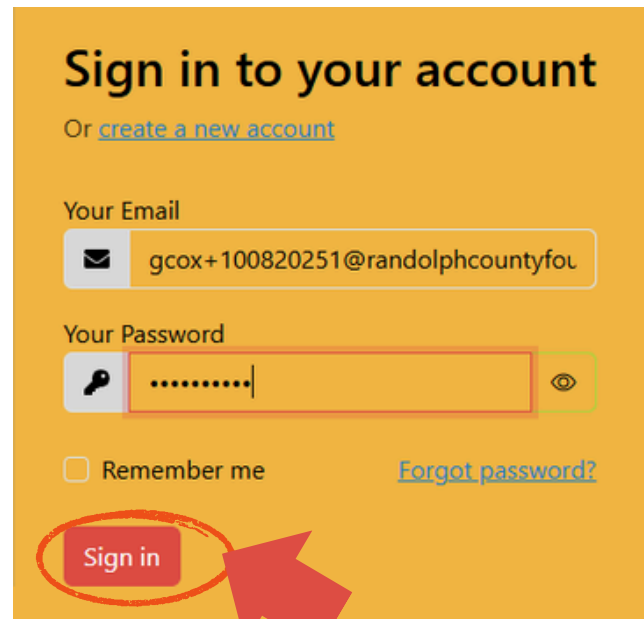 Sign in to your account
Or create a new account
Your Email
gcox+100820251@randolphcountyfou
Your Password
••••••••••
Remember me Forgot password?
Sign in